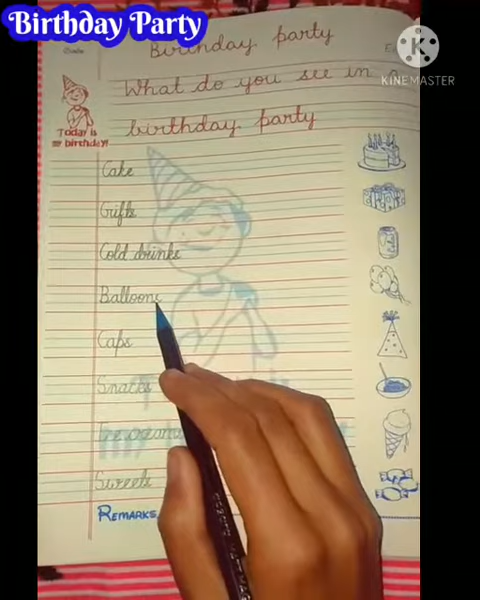 Birthday Party
Birthday party
KINEMASTER
What do you see in a
birthday party
Today is
my birthday!
Cake
Gifts
Cold drinks
Balloons
Caps
Snacks
Ice creams
Sweets
REMARKS